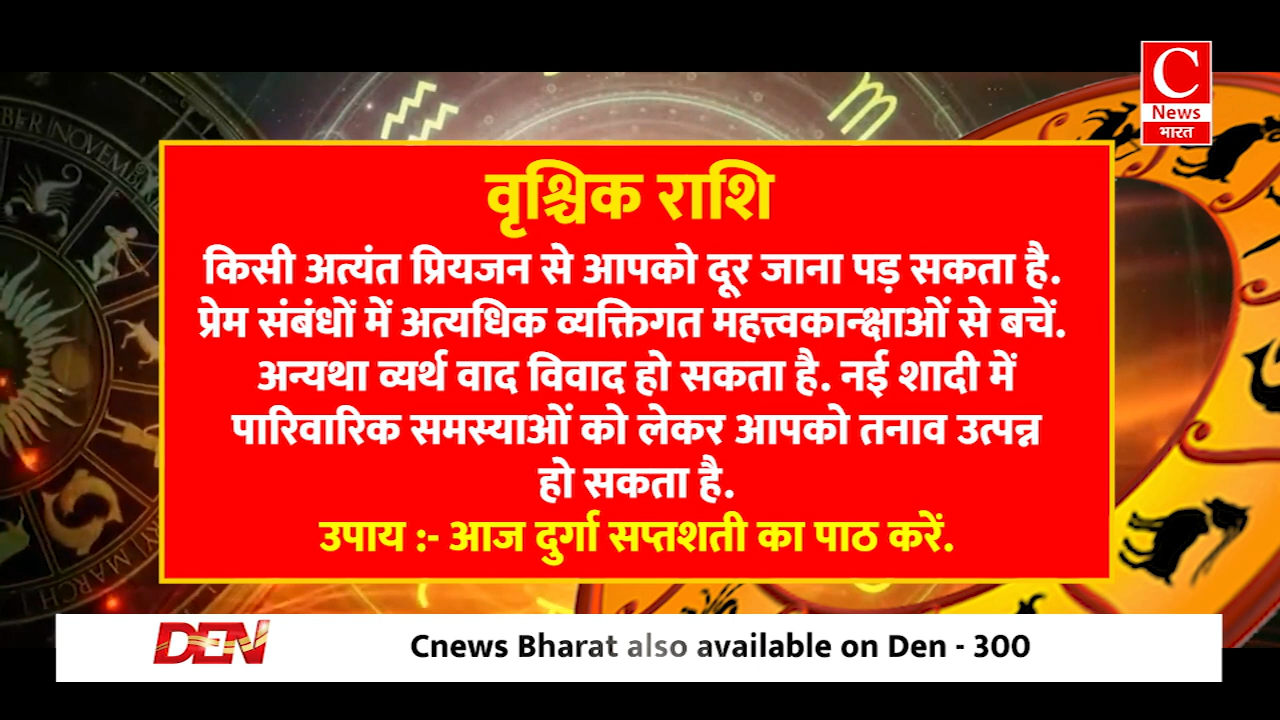 C
News
भारत
वृश्चिक राशि
किसी अत्यंत प्रियजन से आपको दूर जाना पड़ सकता है.
प्रेम संबंधों में अत्यधिक व्यक्तिगत महत्त्वकान्क्षाओं से बचें.
अन्यथा व्यर्थ वाद विवाद हो सकता है. नई शादी में
पारिवारिक समस्याओं को लेकर आपको तनाव उत्पन्न
हो सकता है.
उपाय :- आज दुर्गा सप्तशती का पाठ करें.
DEN Cnews Bharat also available on Den - 300
NOVEMBER
MARCH